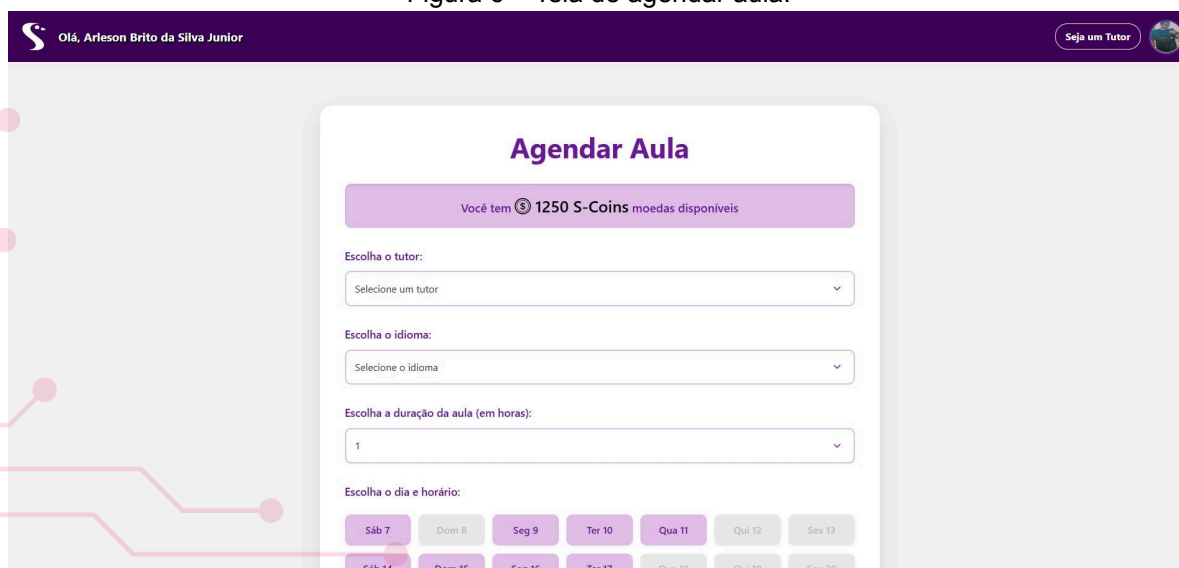 Olá, Arleson Brito da Silva Junior
Seja um Tutor
Agendar Aula
Você tem 1250 S-Coins moedas disponíveis
Escolha o tutor:
Selecione um tutor
Escolha o idioma:
Selecione o idioma
Escolha a duração da aula (em horas):
1
Escolha o dia e horário:
Sáb 7 Dom 8 Seg 9 Ter 10 Qua 11 Qui 12 Sex 13